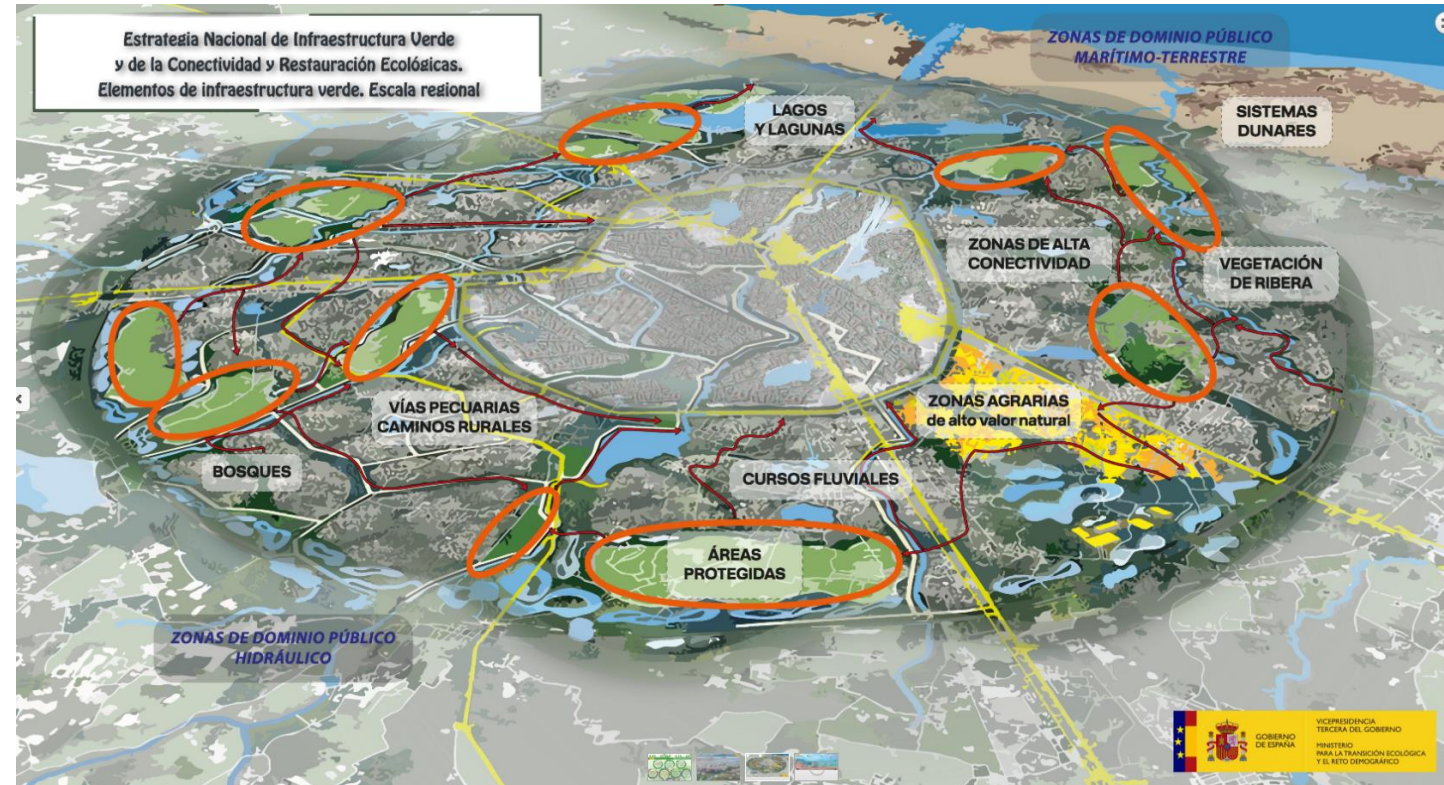 Estrategia Nacional de Infraestructura Verde
y de la Conectividad y Restauración Ecológicas.
Elementos de infraestructura verde. Escala regional
ZONAS DE DOMINIO PÚBLICO
MARÍTIMO-TERRESTRE
LAGOS
Y LAGUNAS
SISTEMAS
DUNARES
ZONAS DE ALTA
CONECTIVIDAD
VEGETACIÓN
DE RIBERA
VÍAS PECUARIAS
CAMINOS RURALES
ZONAS AGRARIAS
de alto valor natural
BOSQUES
CURSOS FLUVIALES
ÁREAS
PROTEGIDAS
ZONAS DE DOMINIO PÚBLICO
HIDRÁULICO
GOBIERNO
DE ESPAÑA
VICEPRESIDENCIA
TERCERA DEL GOBIERNO
MINISTERIO
PARA LA TRANSICIÓN ECOLÓGICA
Y EL RETO DEMOGRÁFICO